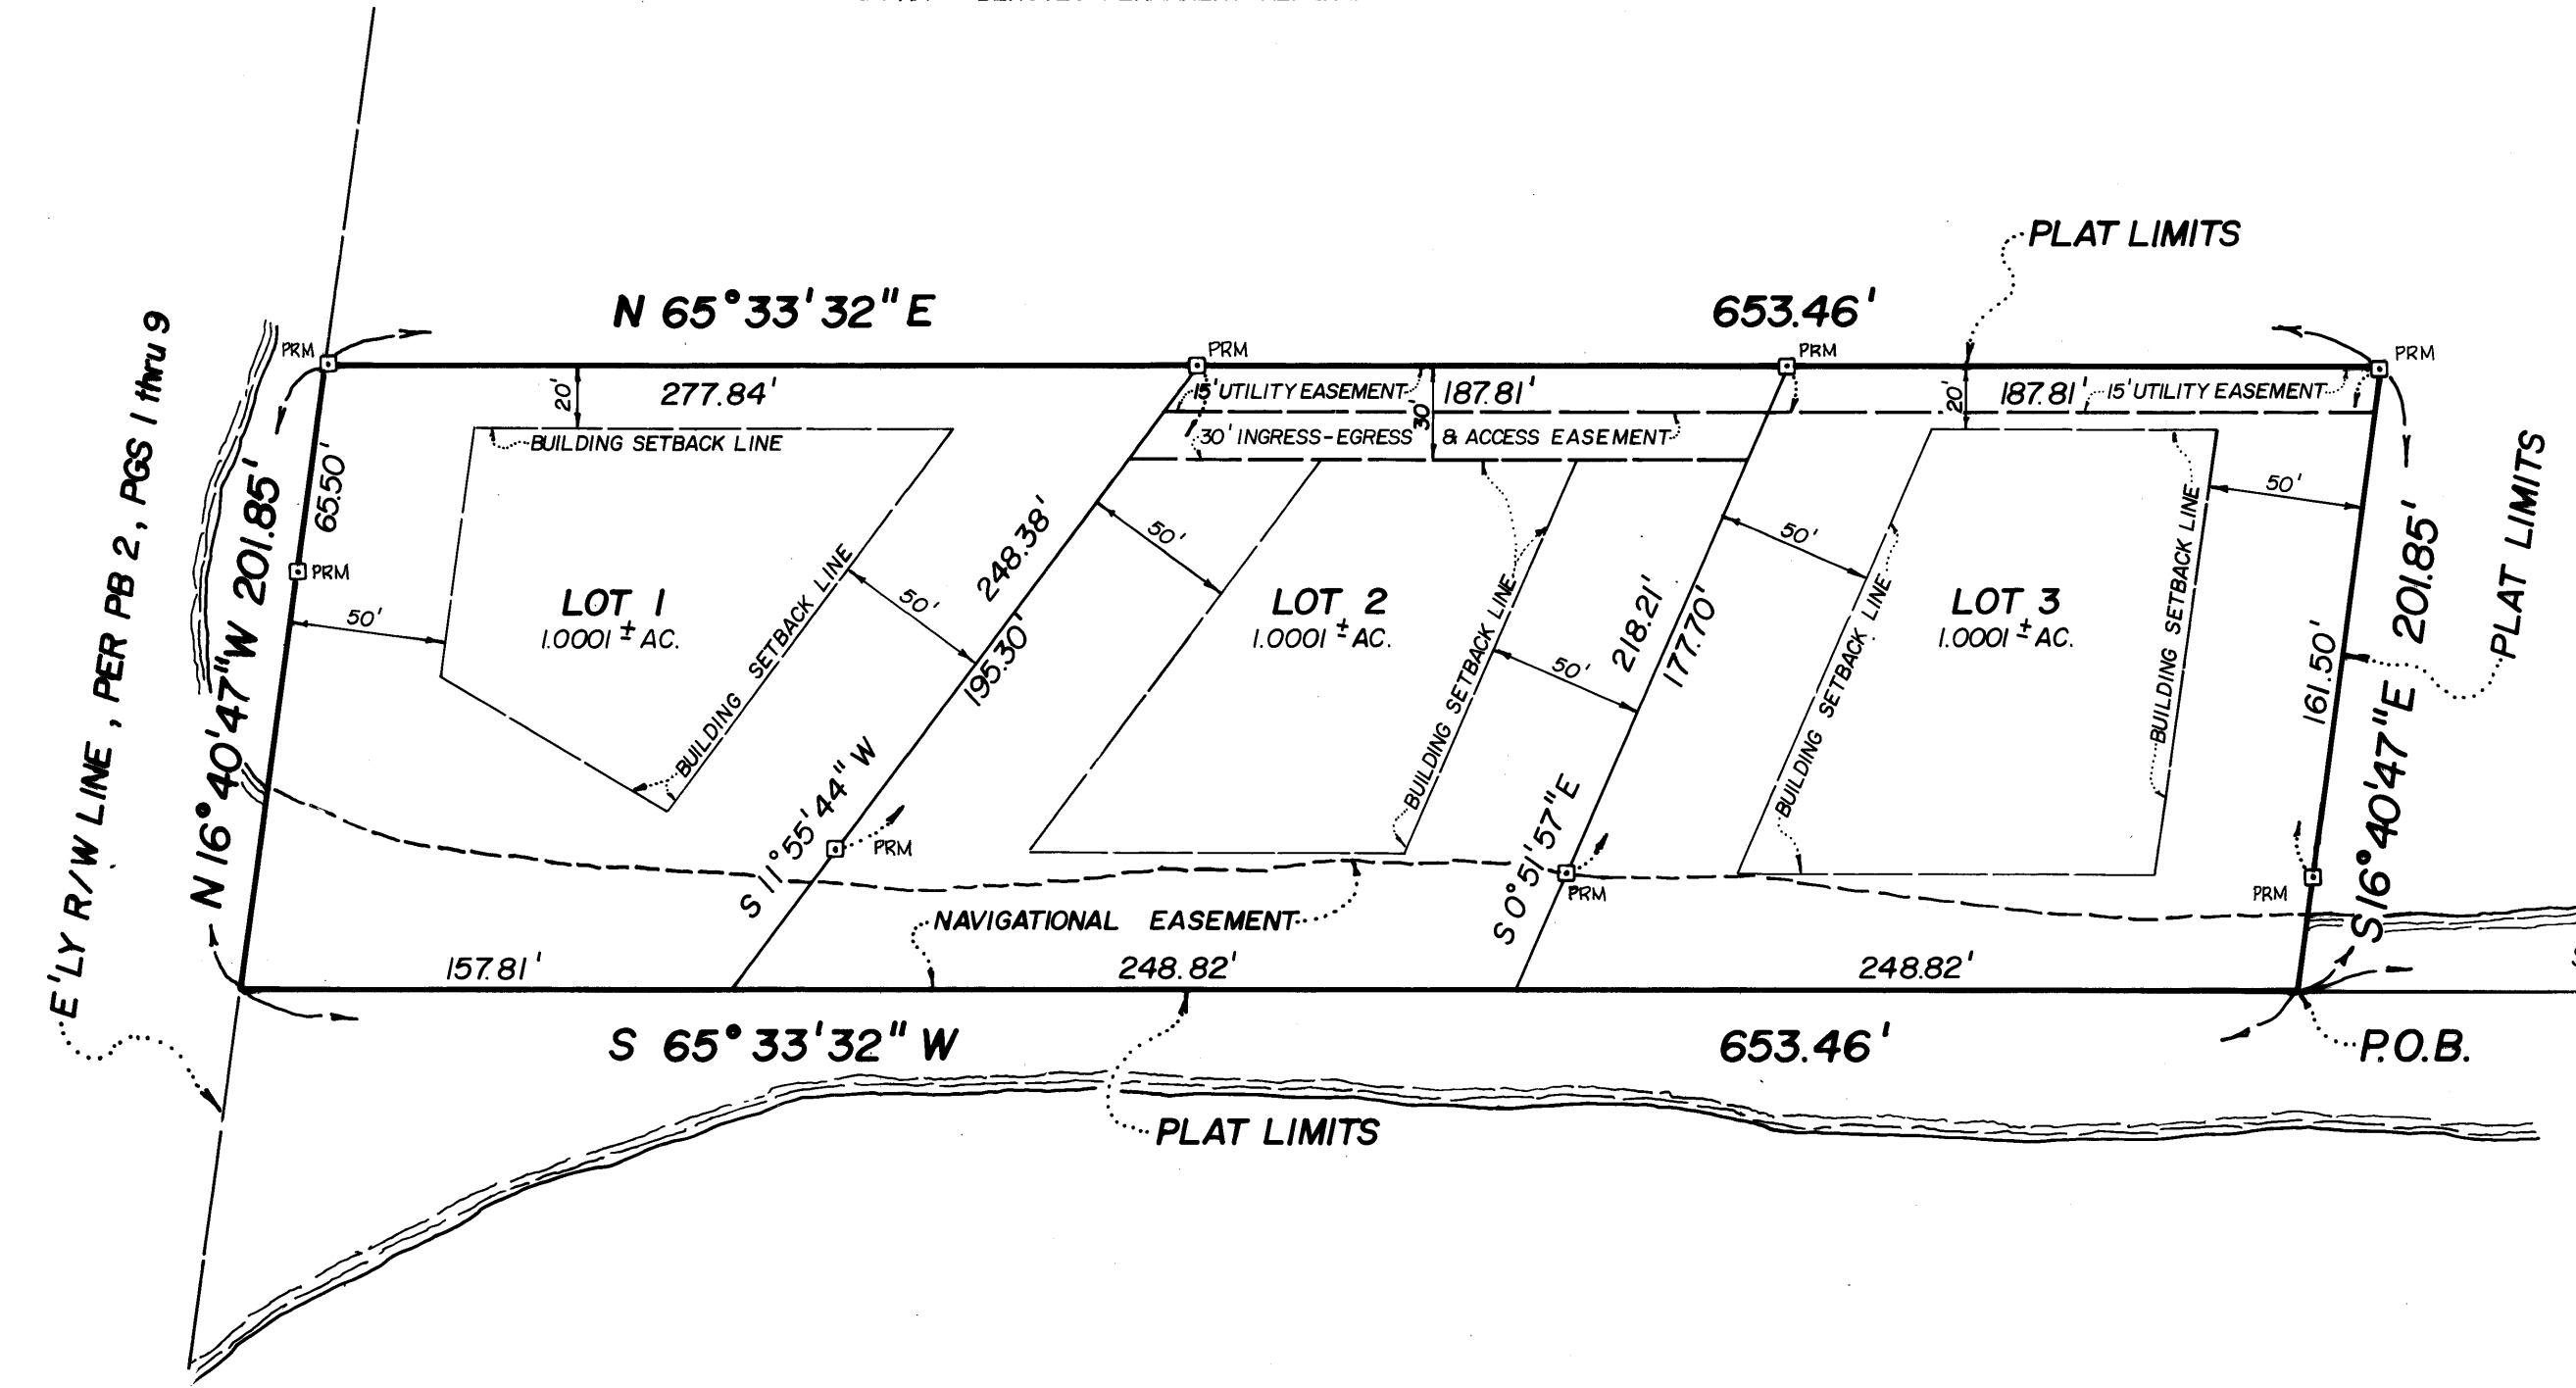 PLAT LIMITS
N 65°33'32"E
653.46'
PRM
PRM
PRM
PRM
277.84'
20'
15' UTILITY EASEMENT
187.81'
20'
187.81'
15' UTILITY EASEMENT
BUILDING SETBACK LINE
30'
30' INGRESS-EGRESS & ACCESS EASEMENT
E'LY R/W LINE, PER PB 2, PGS 1 thru 9
N 16°40'47"W 201.85'
65.50'
PRM
50'
LOT 1
1.0001 ± AC.
BUILDING SETBACK LINE
50'
248.38'
195.30'
S 11°55'44" W
PRM
50'
LOT 2
1.0001 ± AC.
BUILDING SETBACK LINE
50'
218.21'
177.70'
S 0°51'57"E
PRM
50'
BUILDING SETBACK LINE
LOT 3
1.0001 ± AC.
BUILDING SETBACK LINE
50'
161.50'
PRM
S 16°40'47"E 201.85'
PLAT LIMITS
NAVIGATIONAL EASEMENT
157.81'
248.82'
248.82'
S 65°33'32" W
653.46'
P.O.B.
PLAT LIMITS